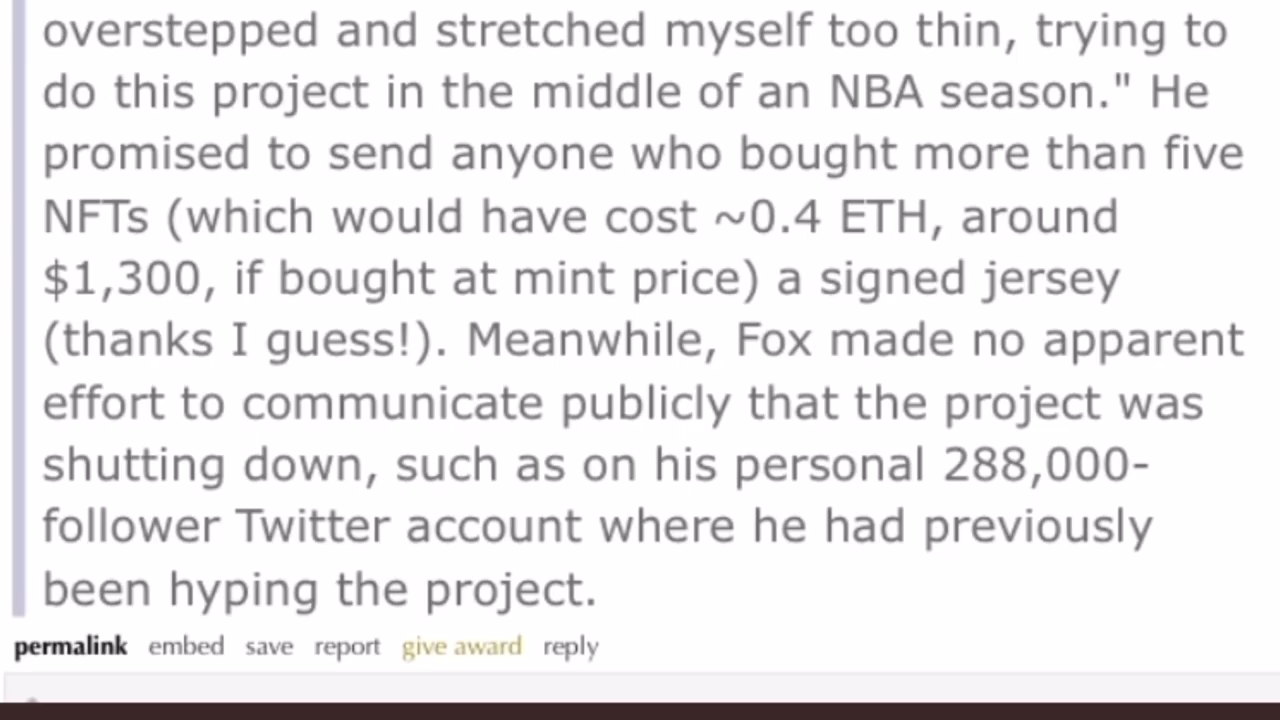 overstepped and stretched myself too thin, trying to
do this project in the middle of an NBA season." He
promised to send anyone who bought more than five
NFTs (which would have cost ~0.4 ETH, around
$1,300, if bought at mint price) a signed jersey
(thanks I guess!). Meanwhile, Fox made no apparent
effort to communicate publicly that the project was
shutting down, such as on his personal 288,000-
follower Twitter account where he had previously
been hyping the project.
permalink embed save report give award reply